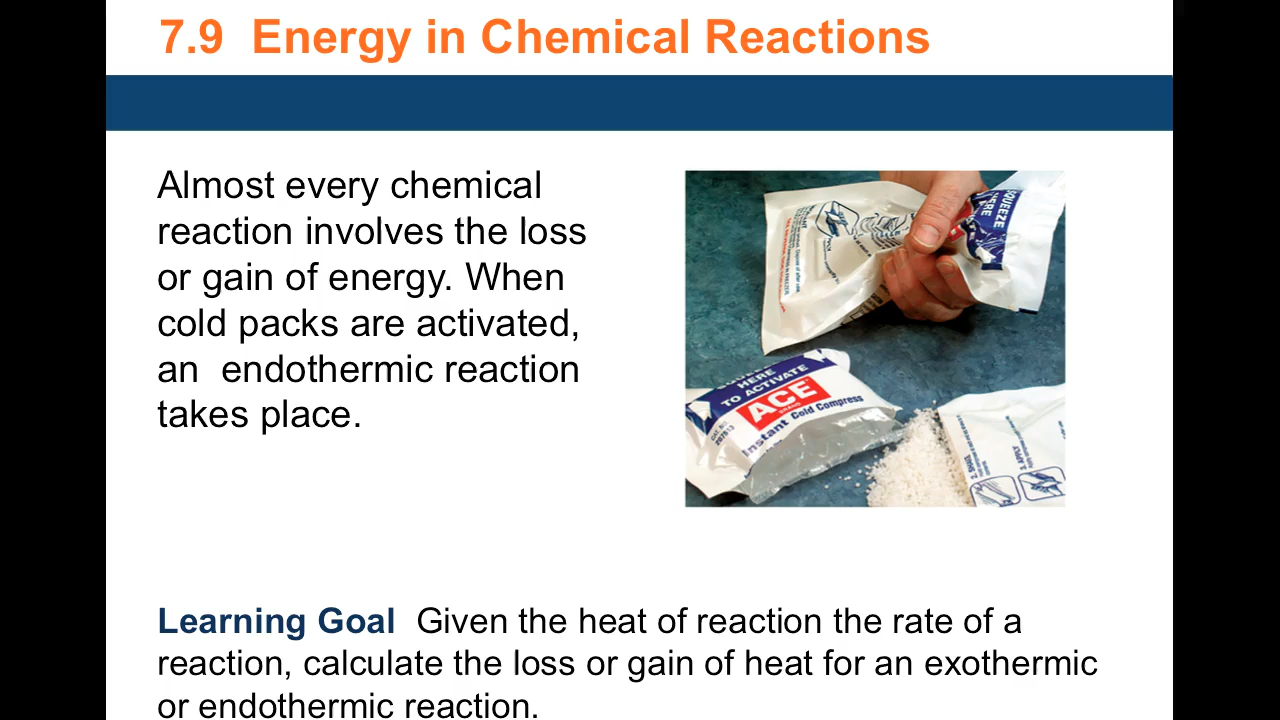 7.9 Energy in Chemical Reactions
Almost every chemical
reaction involves the loss
or gain of energy. When
cold packs are activated,
an endothermic reaction
takes place.
SQUEEZE
HERE
HERE
TO ACTIVATE
ACE
Instant Cold Compress
Learning Goal Given the heat of reaction the rate of a
reaction, calculate the loss or gain of heat for an exothermic
or endothermic reaction.